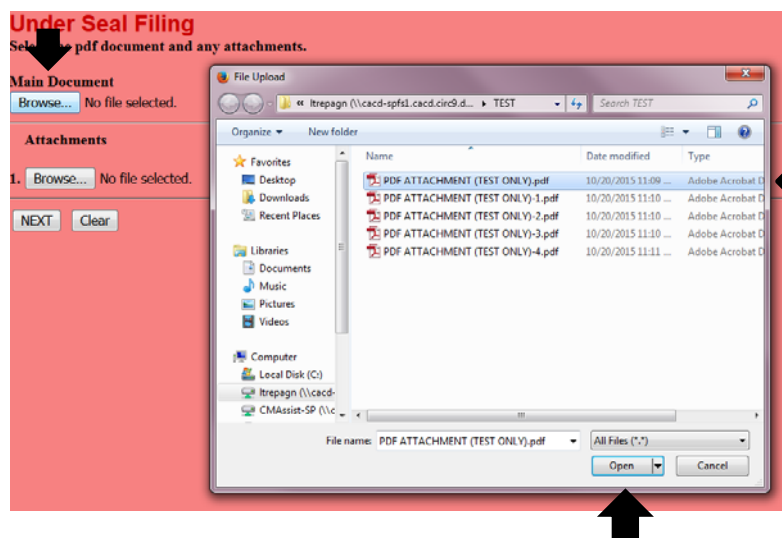 Under Seal Filing
Select the pdf document and any attachments.
Main Document
Browse... No file selected.
Attachments
1. Browse... No file selected.
NEXT Clear
File Upload
« ltrepagn (\\cacd-spfs1.cacd.circ9.d... ▸ TEST
Search TEST
Organize ▾ New folder
Name Date modified Type
Favorites
Desktop
Downloads
Recent Places
Libraries
Documents
Music
Pictures
Videos
Computer
Local Disk (C:)
ltrepagn (\\cacd-
CMAssist-SP (\\c
PDF ATTACHMENT (TEST ONLY).pdf 10/20/2015 11:09 ... Adobe Acrobat D
PDF ATTACHMENT (TEST ONLY)-1.pdf 10/20/2015 11:10 ... Adobe Acrobat D
PDF ATTACHMENT (TEST ONLY)-2.pdf 10/20/2015 11:10 ... Adobe Acrobat D
PDF ATTACHMENT (TEST ONLY)-3.pdf 10/20/2015 11:10 ... Adobe Acrobat D
PDF ATTACHMENT (TEST ONLY)-4.pdf 10/20/2015 11:11 ... Adobe Acrobat D
File name: PDF ATTACHMENT (TEST ONLY).pdf All Files (*.*)
Open Cancel